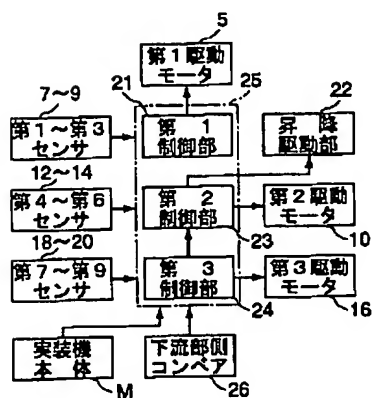 5
第1駆動
モータ
7～9
21
25
22
第1～第3
センサ
第 1
制御部
昇 降
駆動部
12～14
第4～第6
センサ
第 2
制御部
第2駆動
モータ
18～20
23
10
第7～第9
センサ
第 3
制御部
第3駆動
モータ
24
16
実装機
本 体
下流部側
コンベア
M
26